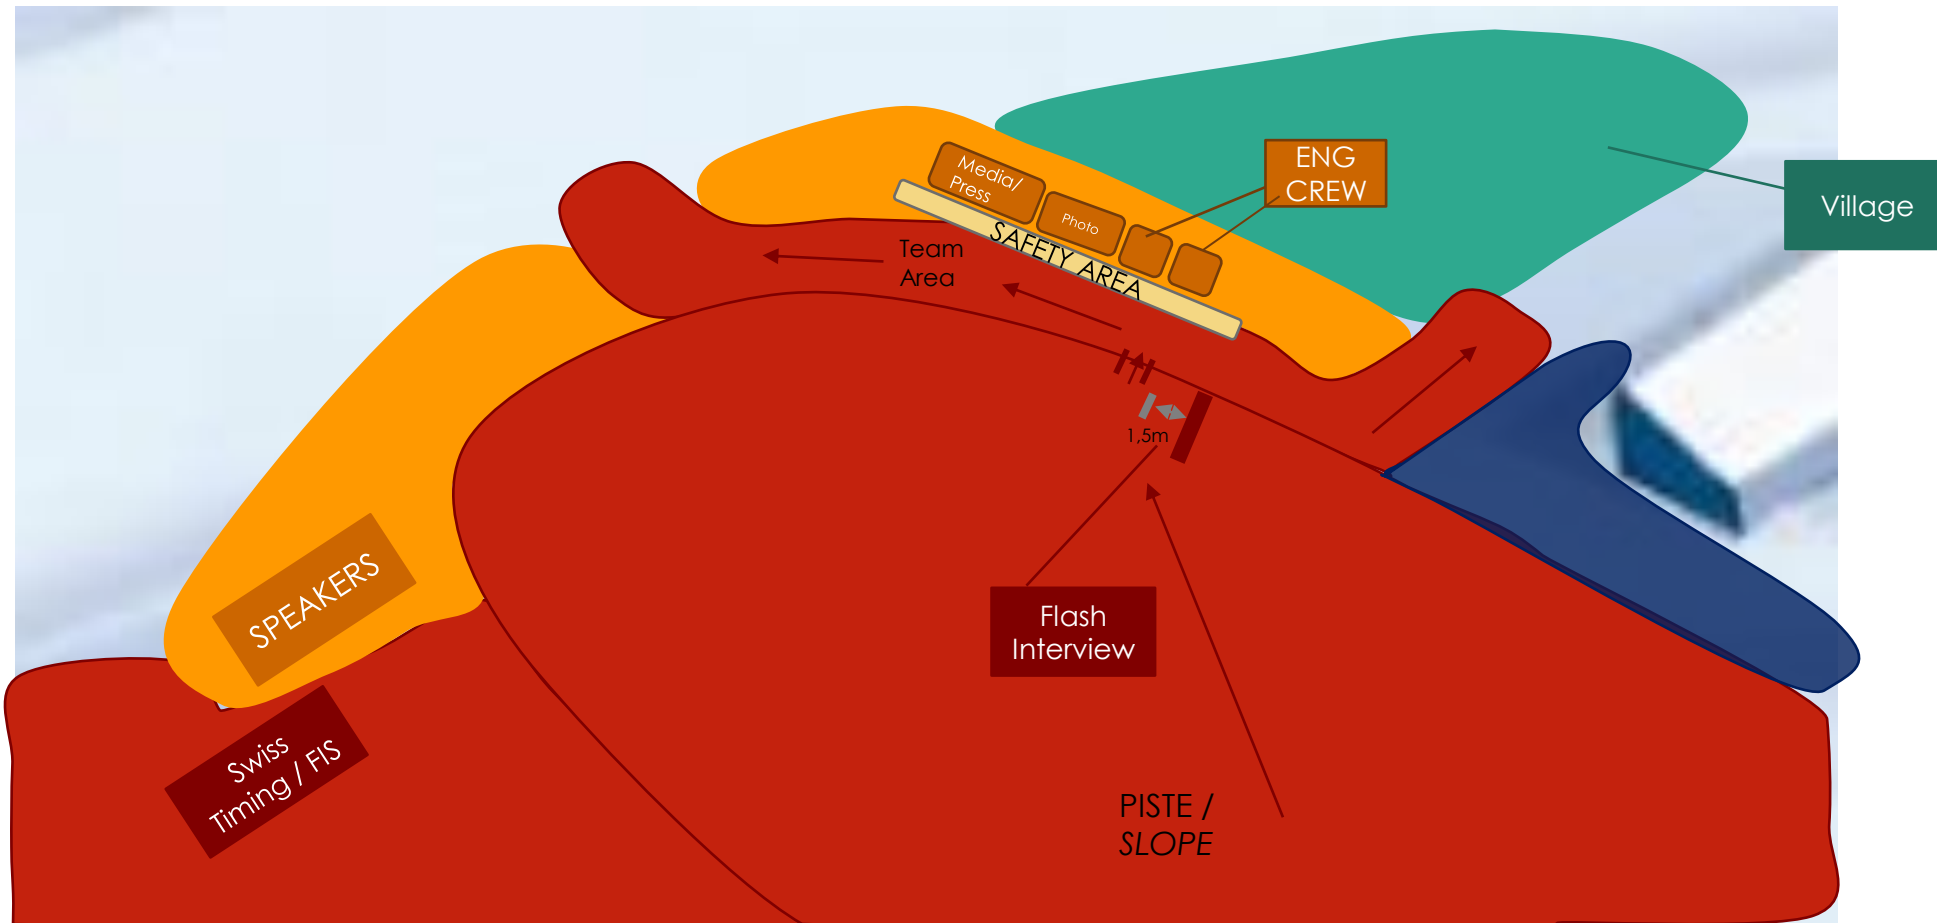 ENG
CREW
Media/
Press
Photo
SAFETY AREA
Village
Team
Area
1,5m
SPEAKERS
Flash
Interview
Swiss
Timing / FIS
PISTE /
SLOPE